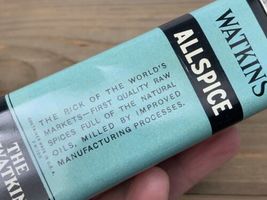 WATKINS
ALLSPICE
THE PICK OF THE WORLD'S
MARKETS—FIRST QUALITY RAW
SPICES FULL OF THE NATURAL
OILS, MILLED BY IMPROVED
MANUFACTURING PROCESSES.
THE
WATKINS